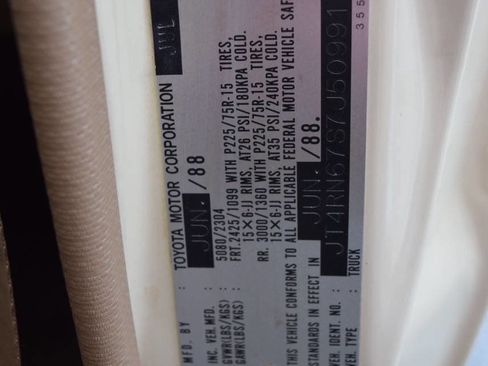 MFD. BY : TOYOTA MOTOR CORPORATION JUL
INC. VEH.MFD. : JUN./88
GVWR(LBS/KGS) : 5080/2304
GAWR(LBS/KGS) : FRT.2425/1099 WITH P225/75R-15 TIRES,
15×6-JJ RIMS, AT26 PSI/180KPA COLD.
RR. 3000/1360 WITH P225/75R-15 TIRES,
15×6-JJ RIMS, AT35 PSI/240KPA COLD.
THIS VEHICLE CONFORMS TO ALL APPLICABLE FEDERAL MOTOR VEHICLE SAF
STANDARDS IN EFFECT IN JUN./88.
VEH. IDENT. NO. : JT4RN67S7J50991
VEH. TYPE : TRUCK 355